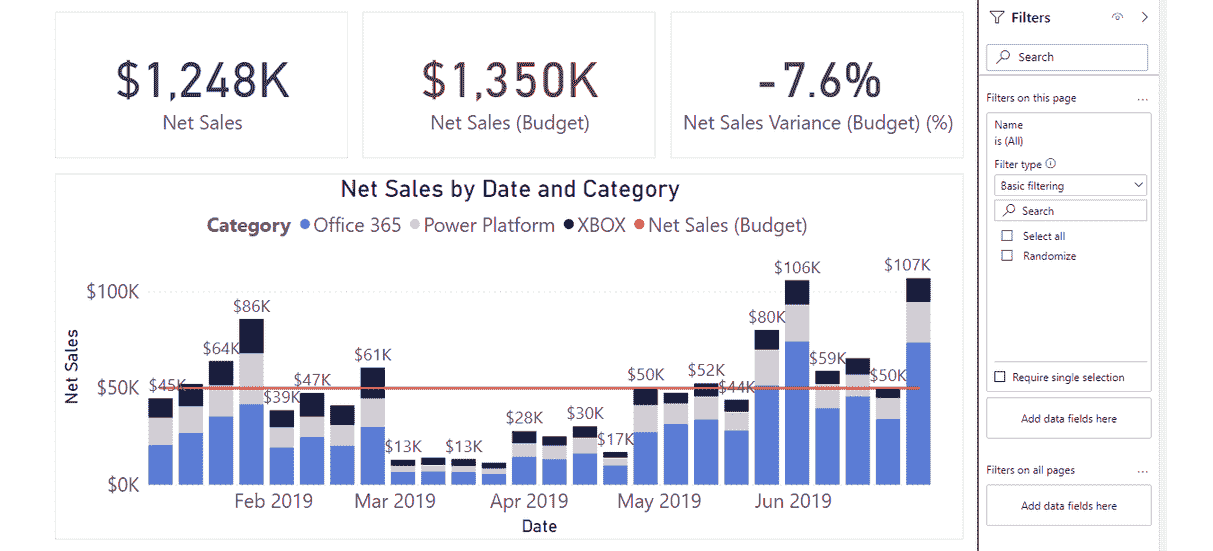 $1,248K
Net Sales
$1,350K
Net Sales (Budget)
-7.6%
Net Sales Variance (Budget) (%)
Net Sales by Date and Category
Category Office 365 Power Platform XBOX Net Sales (Budget)
Net Sales
$100K
$50K
$0K
$45K
$64K
$86K
$39K
$47K
$61K
$13K
$13K
$28K
$30K
$17K
$50K
$52K
$44K
$80K
$106K
$59K
$50K
$107K
Feb 2019
Mar 2019
Apr 2019
May 2019
Jun 2019
Date
Filters
Search
Filters on this page
...
Name
is (All)
Filter type
Basic filtering
Search
Select all
Randomize
Require single selection
Add data fields here
Filters on all pages
...
Add data fields here